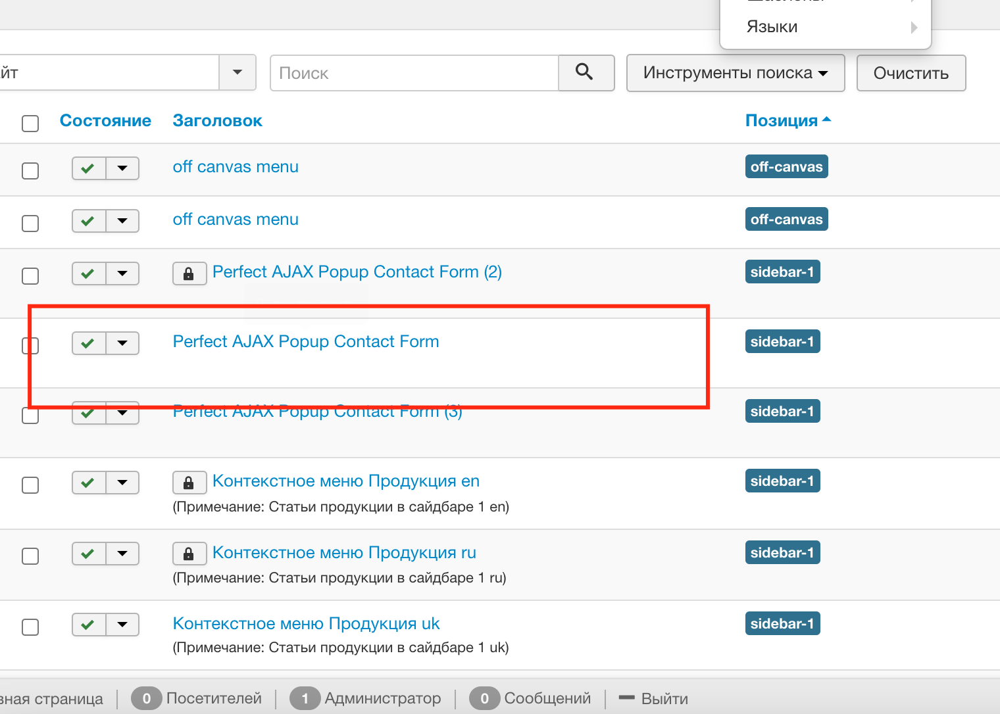 Языки
йт
Поиск
Инструменты поиска
Очистить
Состояние Заголовок Позиция
off canvas menu off-canvas
off canvas menu off-canvas
Perfect AJAX Popup Contact Form (2) sidebar-1
Perfect AJAX Popup Contact Form sidebar-1
Perfect AJAX Popup Contact Form (3) sidebar-1
Контекстное меню Продукция en sidebar-1
(Примечание: Статьи продукции в сайдбаре 1 en)
Контекстное меню Продукция ru sidebar-1
(Примечание: Статьи продукции в сайдбаре 1 ru)
Контекстное меню Продукция uk sidebar-1
(Примечание: Статьи продукции в сайдбаре 1 uk)
вная страница 0 Посетителей 1 Администратор 0 Сообщений Выйти